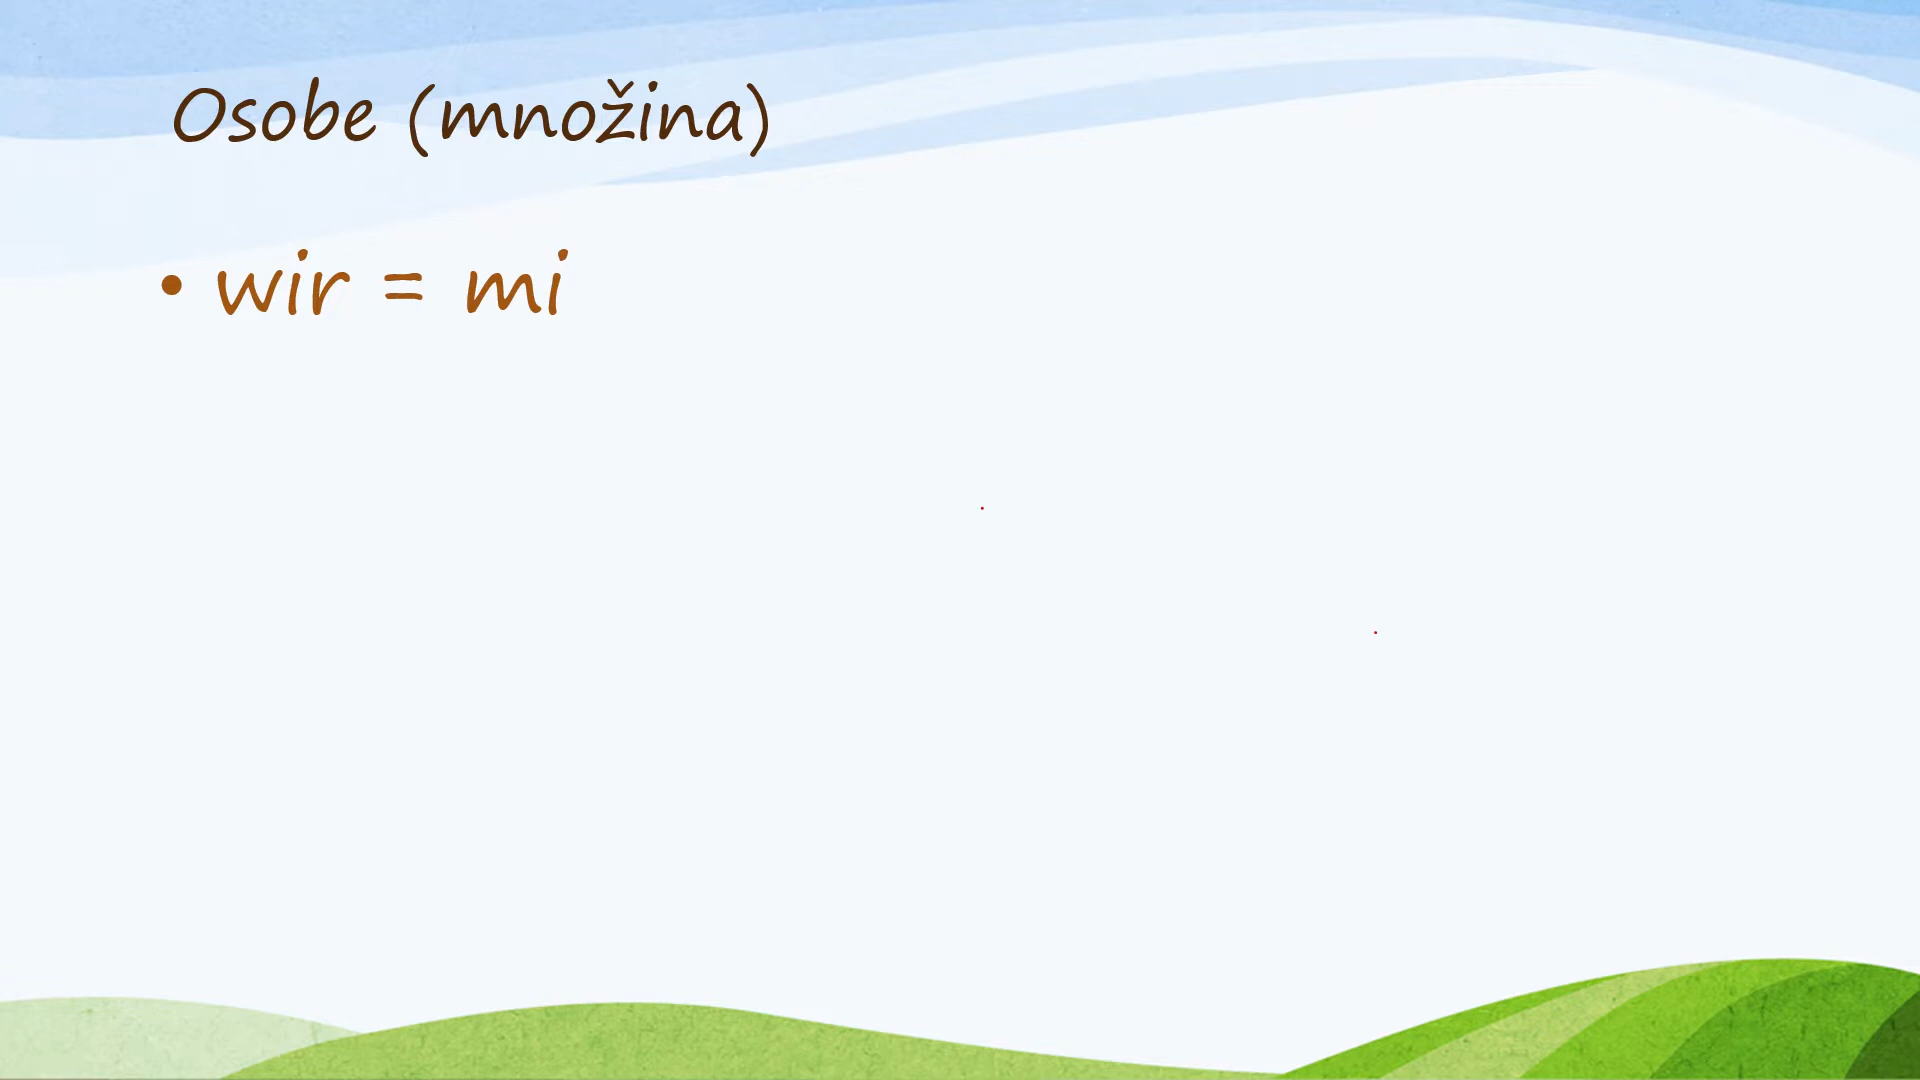 Osobe (množina)
• wir = mi